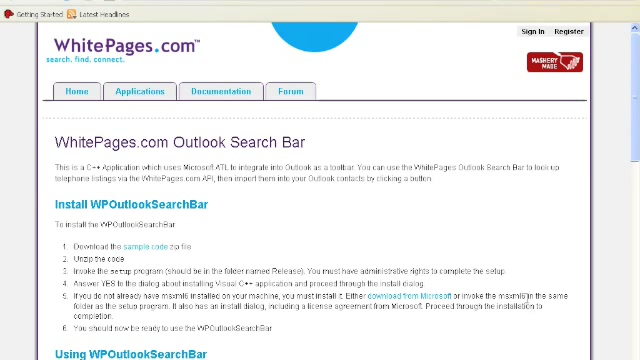 Getting Started Latest Headlines
Sign In Register
WhitePages.com™
search. find. connect.
MASHERY MADE
Home Applications Documentation Forum
WhitePages.com Outlook Search Bar
This is a C++ Application which uses Microsoft ATL to integrate into Outlook as a toolbar. You can use the WhitePages Outlook Search Bar to look up
telephone listings via the WhitePages.com API, then import them into your Outlook contacts by clicking a button.
Install WPOutlookSearchBar
To install the WPOutlookSearchBar
1. Download the sample code zip file
2. Unzip the code
3. Invoke the setup program (should be in the folder named Release). You must have administrative rights to complete the setup.
4. Answer YES to the dialog about installing Visual C++ application and proceed through the install dialog.
5. If you do not already have msxml6 installed on your machine, you must install it. Either download from Microsoft or invoke the msxml6 in the same
folder as the setup program. It also has an install dialog, including a license agreement from Microsoft. Proceed through the installation to
completion.
6. You should now be ready to use the WPOutlookSearchBar
Using WPOutlookSearchBar